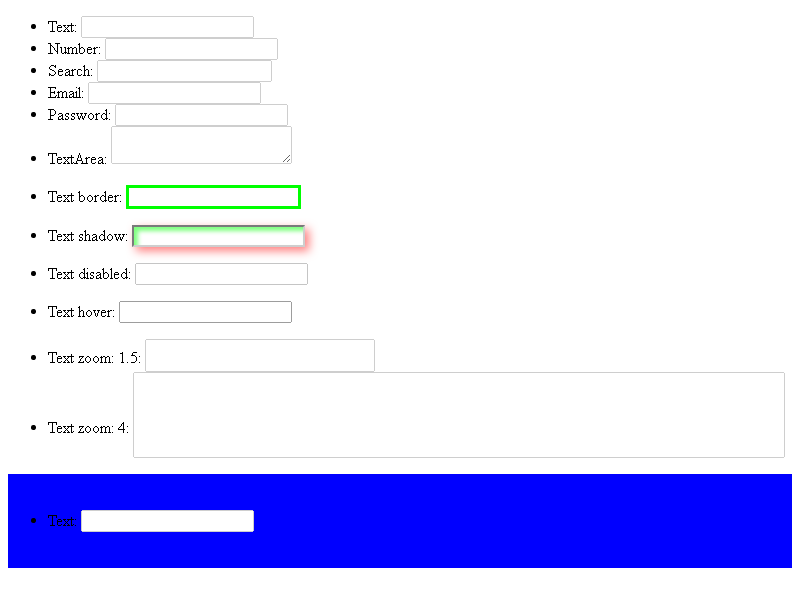 Text:
Number:
Search:
Email:
Password:
TextArea:
Text border:
Text shadow:
Text disabled:
Text hover:
Text zoom: 1.5:
Text zoom: 4:
Text: